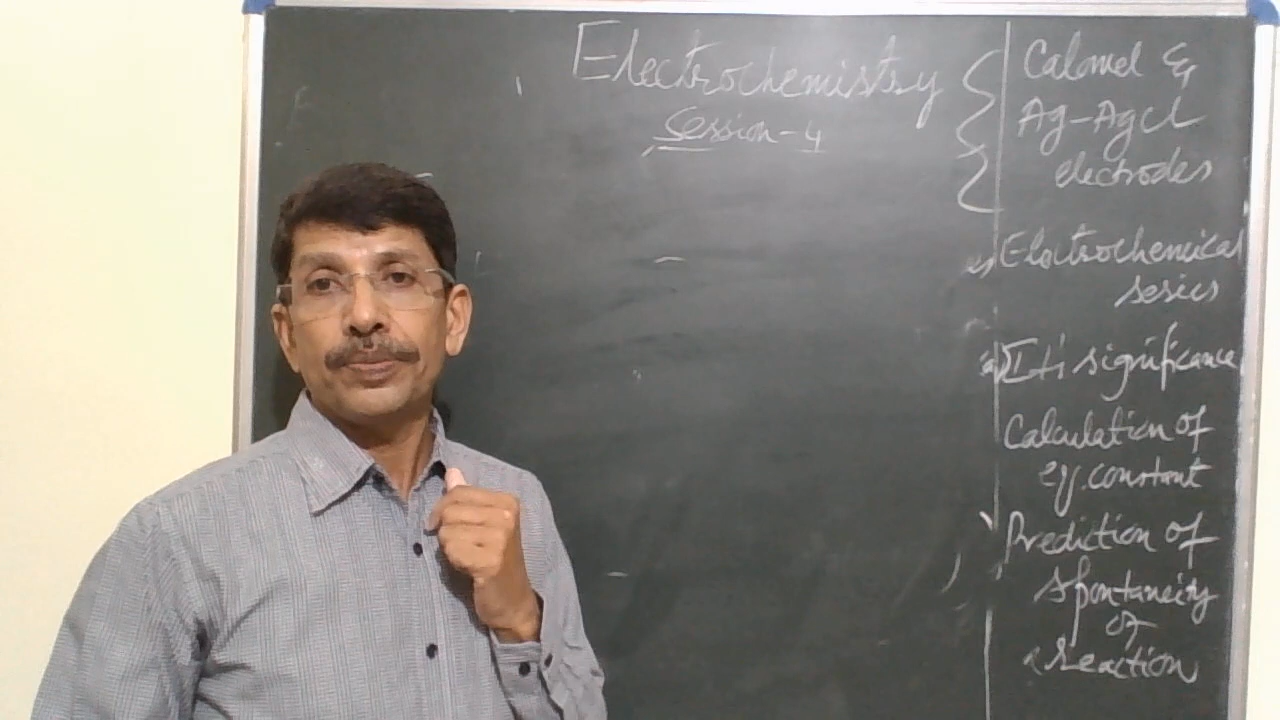 Electrochemistry
Session-4
Calomel &
Ag-AgCl
electrodes
Electrochemical
series
It's significance
Calculation of
eq. constant
Prediction of
spontaneity
of
reaction